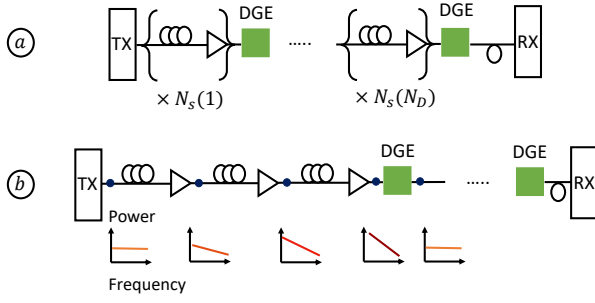 a
TX
DGE
.....
DGE
RX
× N_s(1)
× N_s(N_D)
b
TX
DGE
.....
DGE
RX
Power
Frequency